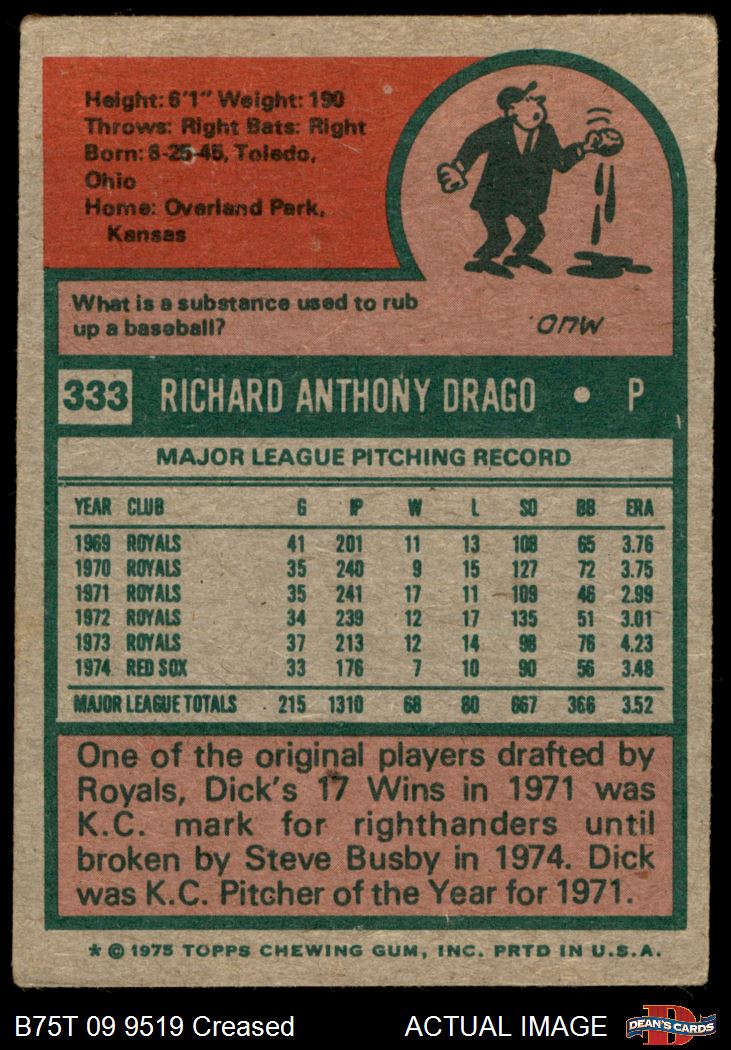 Height: 6'1" Weight: 190
Throws: Right Bats: Right
Born: 6-25-45, Toledo,
Ohio
Home: Overland Park,
Kansas
What is a substance used to rub
up a baseball?
MUD.
333 RICHARD ANTHONY DRAGO • P
MAJOR LEAGUE PITCHING RECORD
YEAR CLUB G IP W L SO BB ERA
1969 ROYALS 41 201 11 13 108 65 3.76
1970 ROYALS 35 240 9 15 127 72 3.75
1971 ROYALS 35 241 17 11 109 46 2.99
1972 ROYALS 34 239 12 17 135 51 3.01
1973 ROYALS 37 213 12 14 98 76 4.23
1974 RED SOX 33 176 7 10 90 56 3.48
MAJOR LEAGUE TOTALS 215 1310 68 80 667 366 3.52
One of the original players drafted by
Royals, Dick's 17 Wins in 1971 was
K.C. mark for righthanders until
broken by Steve Busby in 1974. Dick
was K.C. Pitcher of the Year for 1971.
* © 1975 TOPPS CHEWING GUM, INC. PRTD IN U.S.A.
B75T 09 9519 Creased ACTUAL IMAGE DEAN'S CARDS